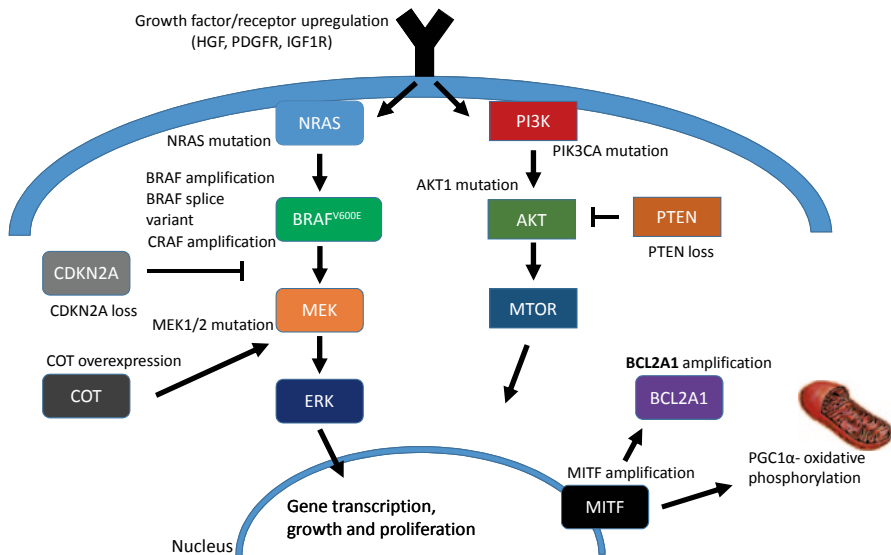 Growth factor/receptor upregulation
(HGF, PDGFR, IGF1R)
NRAS
PI3K
NRAS mutation
PIK3CA mutation
BRAF amplification
BRAF splice
variant
CRAF amplification
AKT1 mutation
BRAFV600E
AKT
PTEN
PTEN loss
CDKN2A
CDKN2A loss
MEK
MTOR
MEK1/2 mutation
COT overexpression
COT
ERK
BCL2A1 amplification
BCL2A1
MITF amplification
MITF
PGC1α- oxidative
phosphorylation
Gene transcription,
growth and proliferation
Nucleus